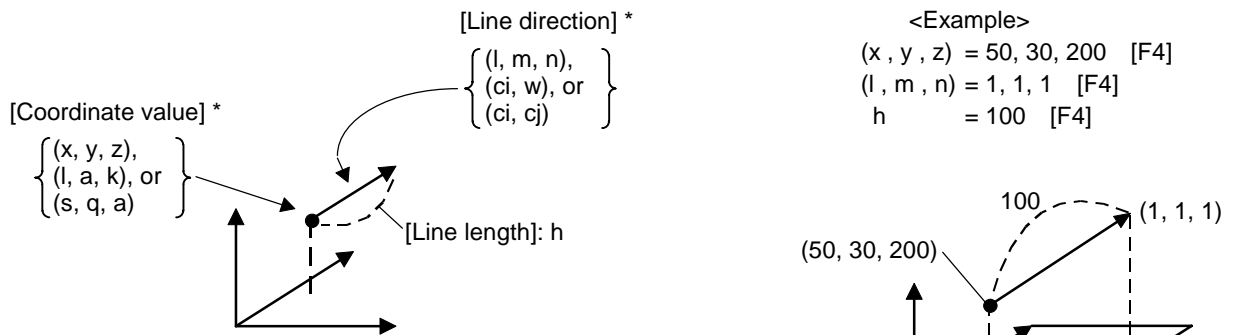 [Line direction] *
(l, m, n),
(ci, w), or
(ci, cj)
[Coordinate value] *
(x, y, z),
(l, a, k), or
(s, q, a)
[Line length]: h
<Example>
(x , y , z) = 50, 30, 200 [F4]
(l , m , n) = 1, 1, 1 [F4]
h = 100 [F4]
100
(1, 1, 1)
(50, 30, 200)